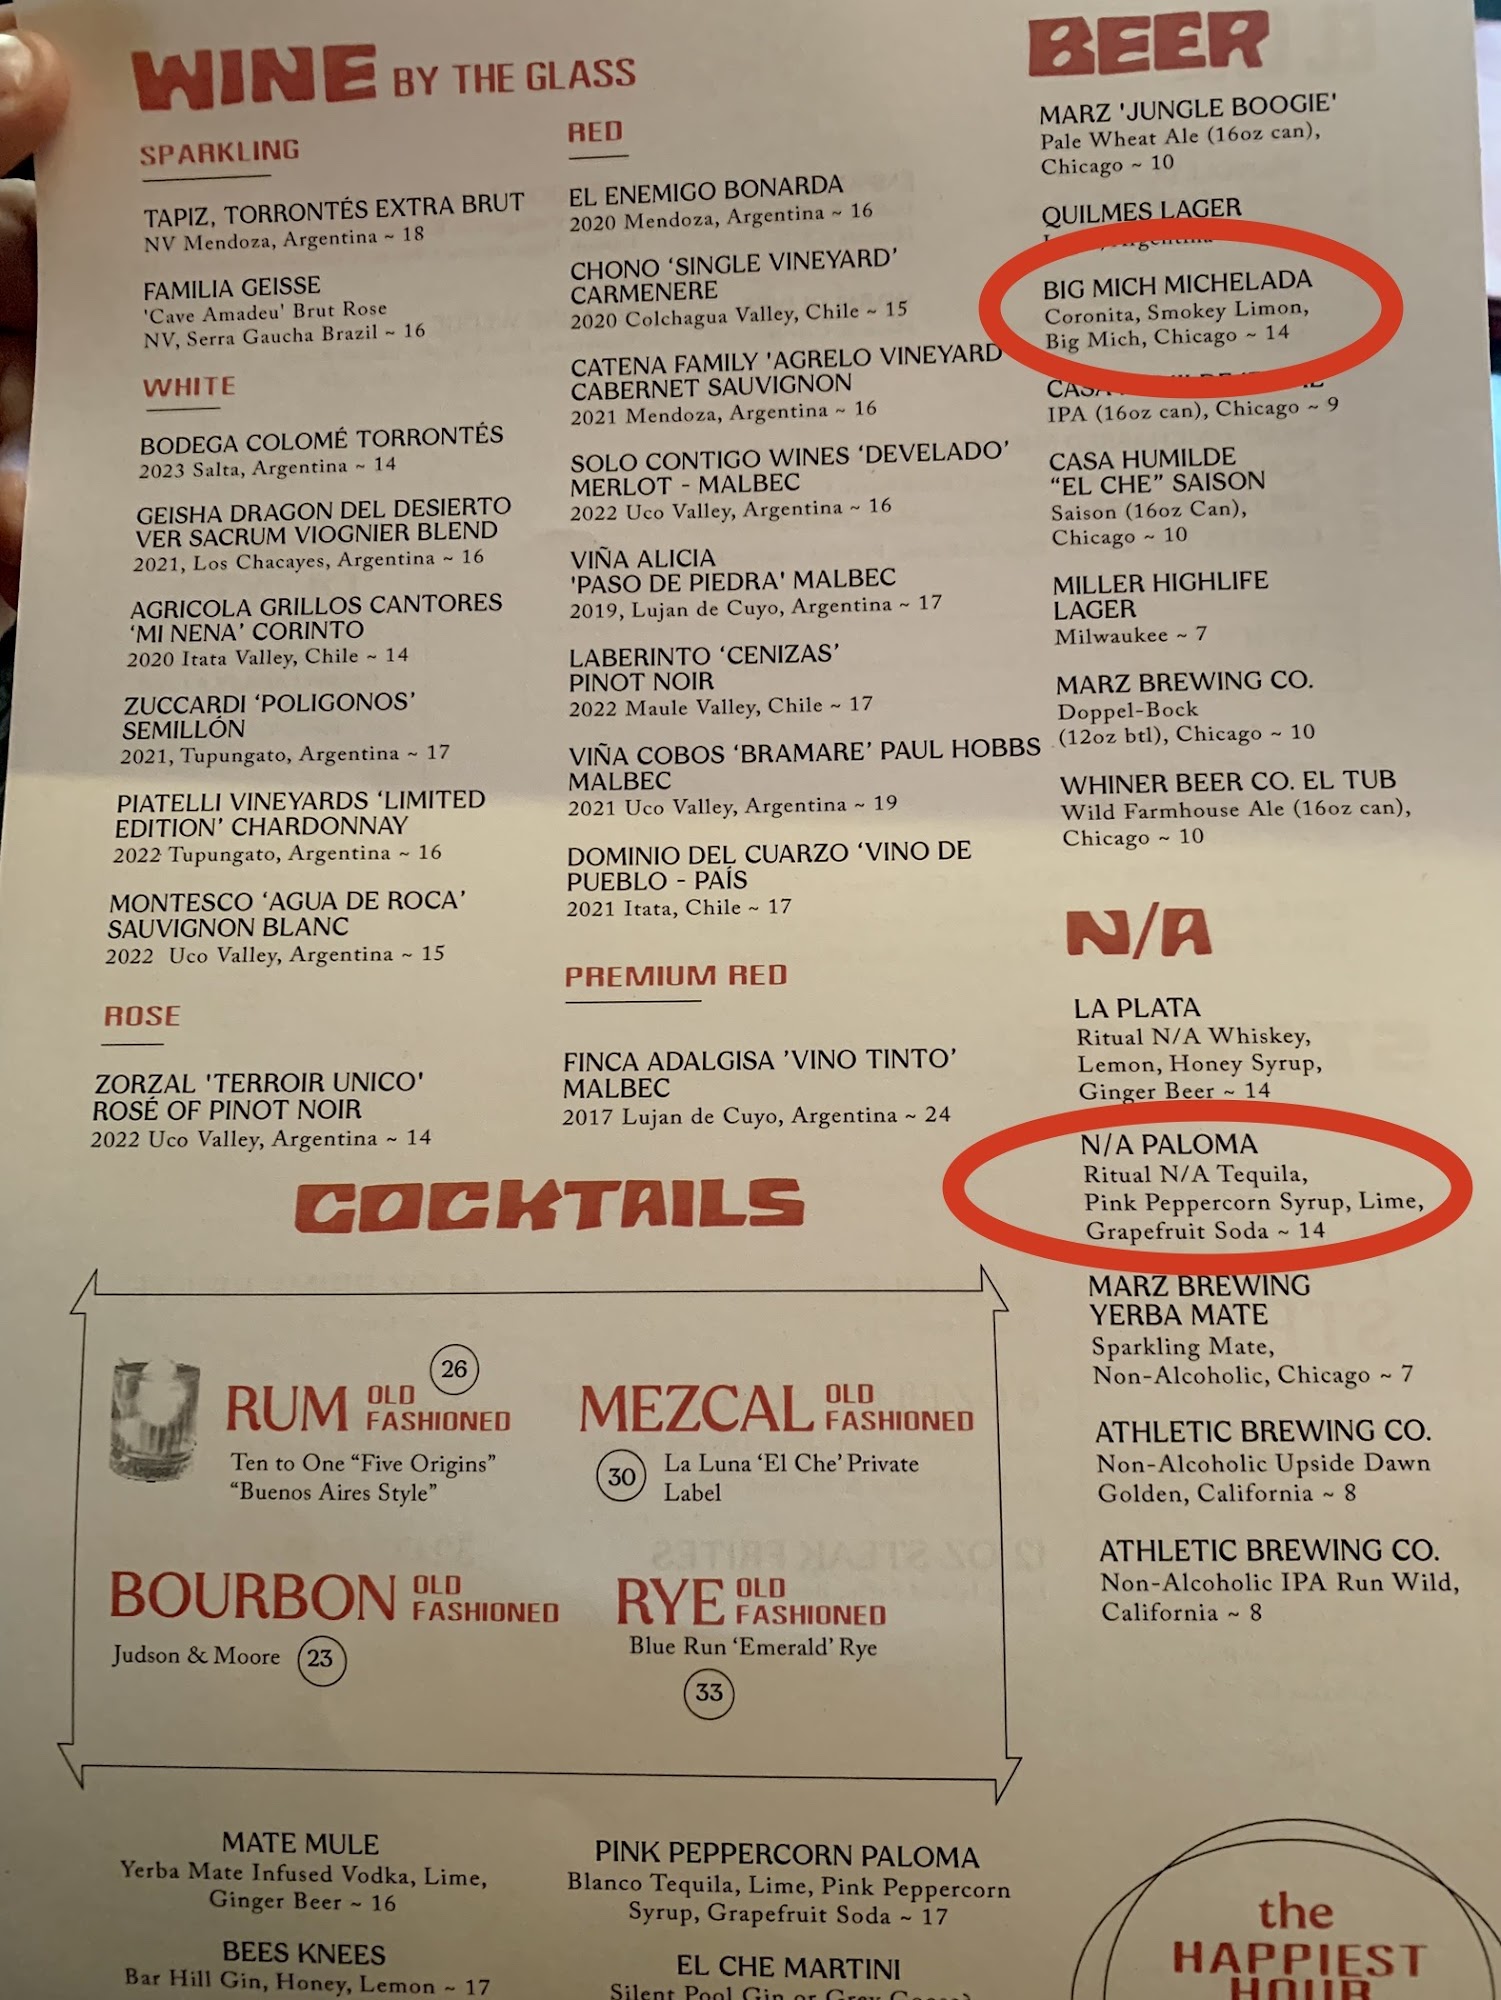 WINE BY THE GLASS
SPARKLING
TAPIZ, TORRONTÉS EXTRA BRUT
NV Mendoza, Argentina ~ 18
FAMILIA GEISSE
'Cave Amadeu' Brut Rose
NV, Serra Gaucha Brazil ~ 16
WHITE
BODEGA COLOMÉ TORRONTÉS
2023 Salta, Argentina ~ 14
GEISHA DRAGON DEL DESIERTO
VER SACRUM VIOGNIER BLEND
2021, Los Chacayes, Argentina ~ 16
AGRICOLA GRILLOS CANTORES
‘MI NENA’ CORINTO
2020 Itata Valley, Chile ~ 14
ZUCCARDI ‘POLIGONOS’
SEMILLÓN
2021, Tupungato, Argentina ~ 17
PIATELLI VINEYARDS ‘LIMITED
EDITION’ CHARDONNAY
2022 Tupungato, Argentina ~ 16
MONTESCO ‘AGUA DE ROCA’
SAUVIGNON BLANC
2022 Uco Valley, Argentina ~ 15
ROSE
ZORZAL 'TERROIR UNICO'
ROSÉ OF PINOT NOIR
2022 Uco Valley, Argentina ~ 14
RED
EL ENEMIGO BONARDA
2020 Mendoza, Argentina ~ 16
CHONO ‘SINGLE VINEYARD’
CARMENERE
2020 Colchagua Valley, Chile ~ 15
CATENA FAMILY 'AGRELO VINEYARD
CABERNET SAUVIGNON
2021 Mendoza, Argentina ~ 16
SOLO CONTIGO WINES ‘DEVELADO’
MERLOT - MALBEC
2022 Uco Valley, Argentina ~ 16
VIÑA ALICIA
'PASO DE PIEDRA' MALBEC
2019, Lujan de Cuyo, Argentina ~ 17
LABERINTO ‘CENIZAS’
PINOT NOIR
2022 Maule Valley, Chile ~ 17
VIÑA COBOS ‘BRAMARE’ PAUL HOBBS
MALBEC
2021 Uco Valley, Argentina ~ 19
DOMINIO DEL CUARZO ‘VINO DE
PUEBLO - PAÍS
2021 Itata, Chile ~ 17
PREMIUM RED
FINCA ADALGISA ’VINO TINTO’
MALBEC
2017 Lujan de Cuyo, Argentina ~ 24
BEER
MARZ 'JUNGLE BOOGIE'
Pale Wheat Ale (16oz can),
Chicago ~ 10
QUILMES LAGER
Argentina
BIG MICH MICHELADA
Coronita, Smokey Limon,
Big Mich, Chicago ~ 14
CASA
IPA (16oz can), Chicago ~ 9
CASA HUMILDE
“EL CHE” SAISON
Saison (16oz Can),
Chicago ~ 10
MILLER HIGHLIFE
LAGER
Milwaukee ~ 7
MARZ BREWING CO.
Doppel-Bock
(12oz btl), Chicago ~ 10
WHINER BEER CO. EL TUB
Wild Farmhouse Ale (16oz can),
Chicago ~ 10
N/A
LA PLATA
Ritual N/A Whiskey,
Lemon, Honey Syrup,
Ginger Beer ~ 14
N/A PALOMA
Ritual N/A Tequila,
Pink Peppercorn Syrup, Lime,
Grapefruit Soda ~ 14
MARZ BREWING
YERBA MATE
Sparkling Mate,
Non-Alcoholic, Chicago ~ 7
ATHLETIC BREWING CO.
Non-Alcoholic Upside Dawn
Golden, California ~ 8
ATHLETIC BREWING CO.
Non-Alcoholic IPA Run Wild,
California ~ 8
COCKTAILS
RUM OLD FASHIONED 26
Ten to One “Five Origins”
“Buenos Aires Style”
MEZCAL OLD FASHIONED
30 La Luna ‘El Che’ Private
Label
BOURBON OLD FASHIONED
Judson & Moore 23
RYE OLD FASHIONED
Blue Run ‘Emerald’ Rye
33
MATE MULE
Yerba Mate Infused Vodka, Lime,
Ginger Beer ~ 16
BEES KNEES
Bar Hill Gin, Honey, Lemon ~ 17
PINK PEPPERCORN PALOMA
Blanco Tequila, Lime, Pink Peppercorn
Syrup, Grapefruit Soda ~ 17
EL CHE MARTINI
Silent Pool Gin or Grey
the
HAPPIEST
HOUR